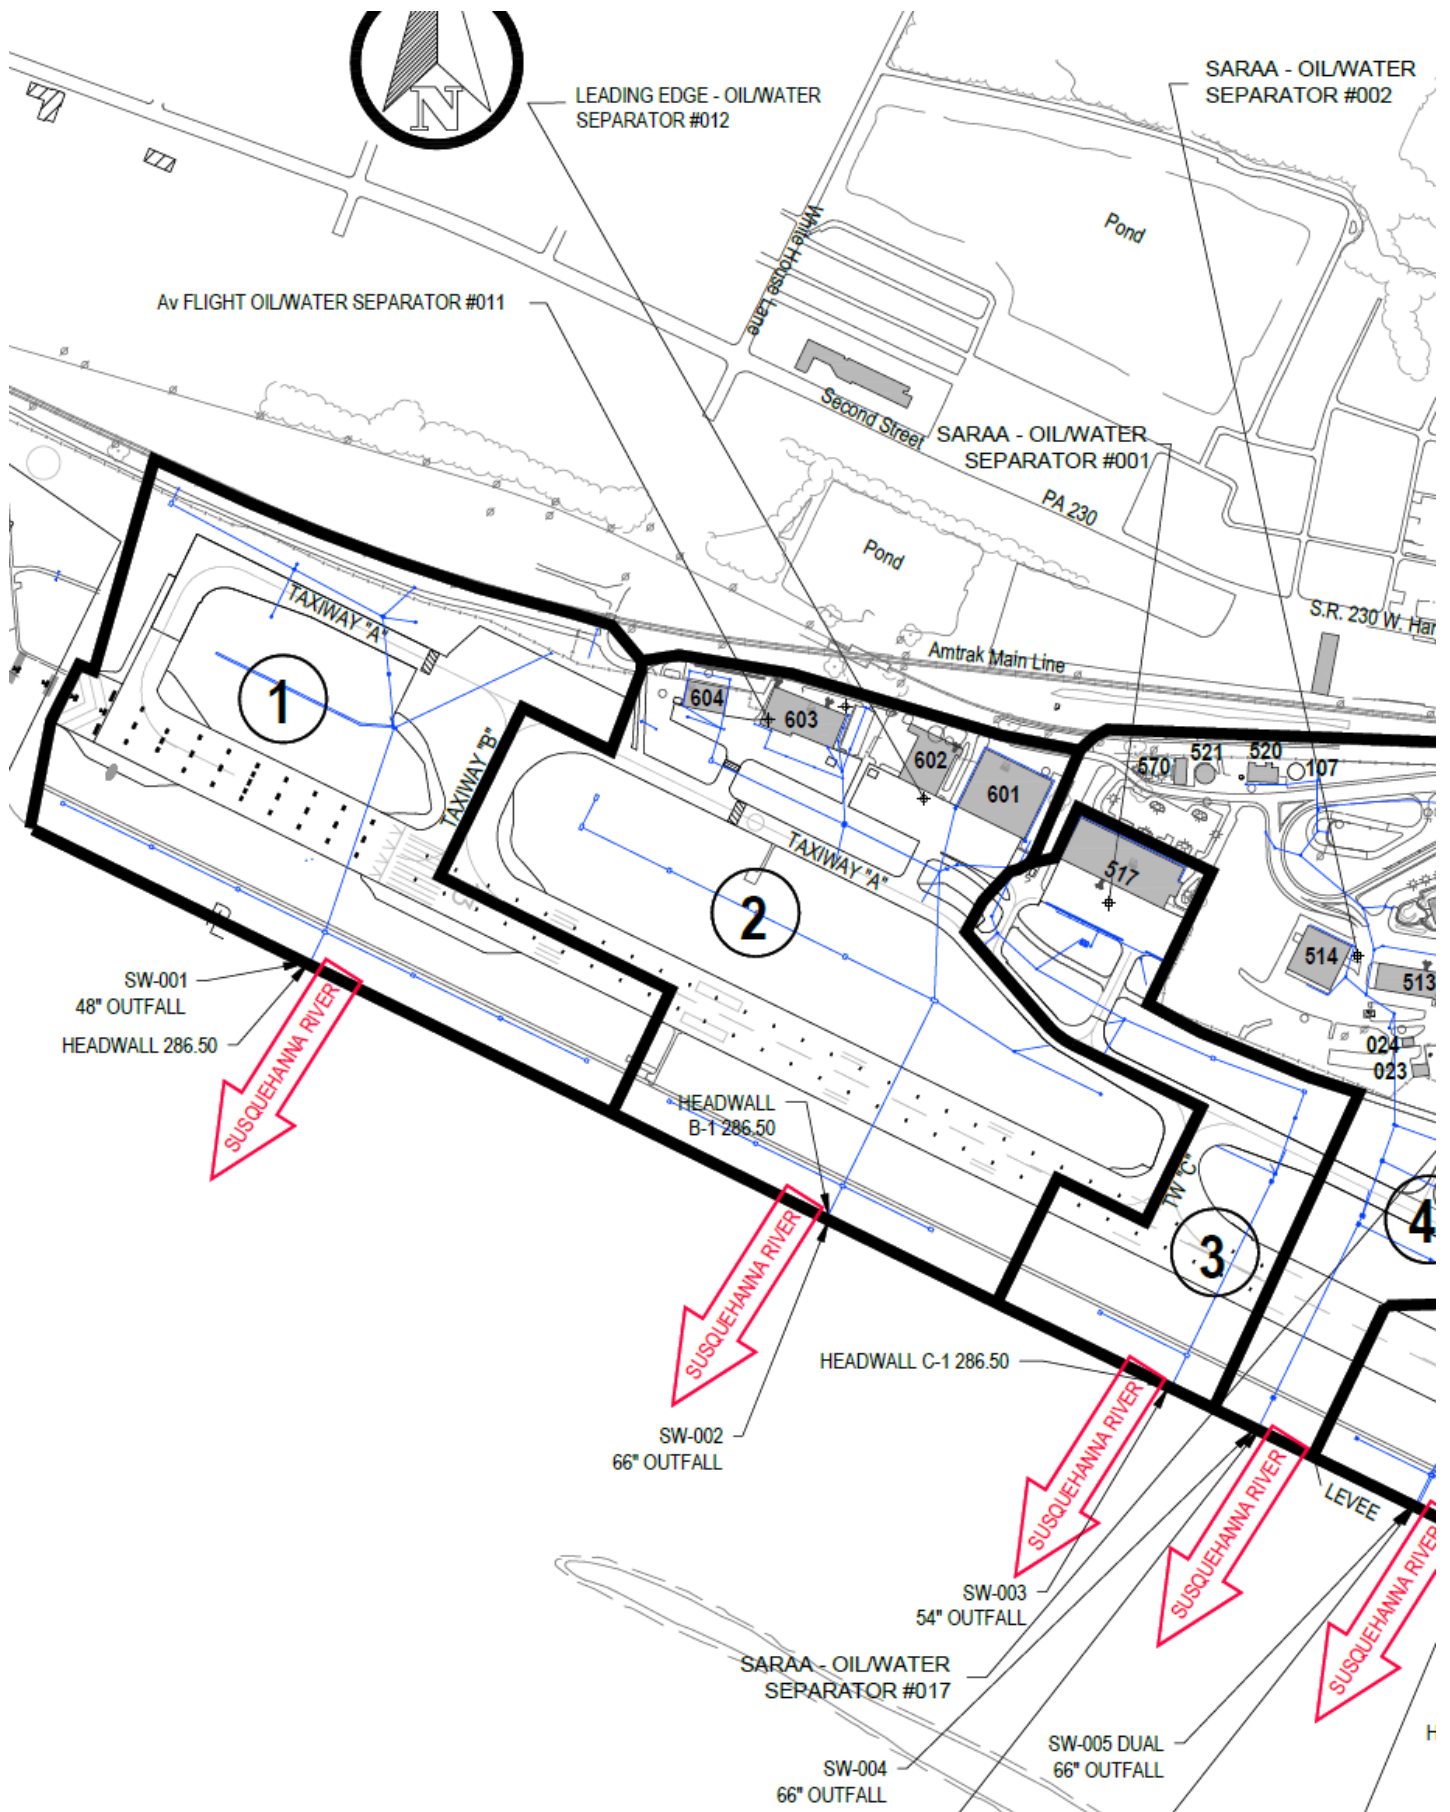 N
LEADING EDGE - OIL/WATER
SEPARATOR #012
SARAA - OIL/WATER
SEPARATOR #002
White House Lane
Pond
Av FLIGHT OIL/WATER SEPARATOR #011
Second Street
SARAA - OIL/WATER
SEPARATOR #001
PA 230
Pond
S.R. 230 W. Har
Amtrak Main Line
TAXIWAY "A"
1
TAXIWAY "B"
604
603
602
601
570
521
520
107
517
TAXIWAY "A"
2
514
513
024
023
SW-001
48" OUTFALL
HEADWALL 286.50
SUSQUEHANNA RIVER
HEADWALL
B-1 286.50
TW "C"
3
4
SUSQUEHANNA RIVER
HEADWALL C-1 286.50
SW-002
66" OUTFALL
SUSQUEHANNA RIVER
SUSQUEHANNA RIVER
LEVEE
SUSQUEHANNA RIVER
SW-003
54" OUTFALL
SARAA - OIL/WATER
SEPARATOR #017
SW-005 DUAL
66" OUTFALL
H
SW-004
66" OUTFALL